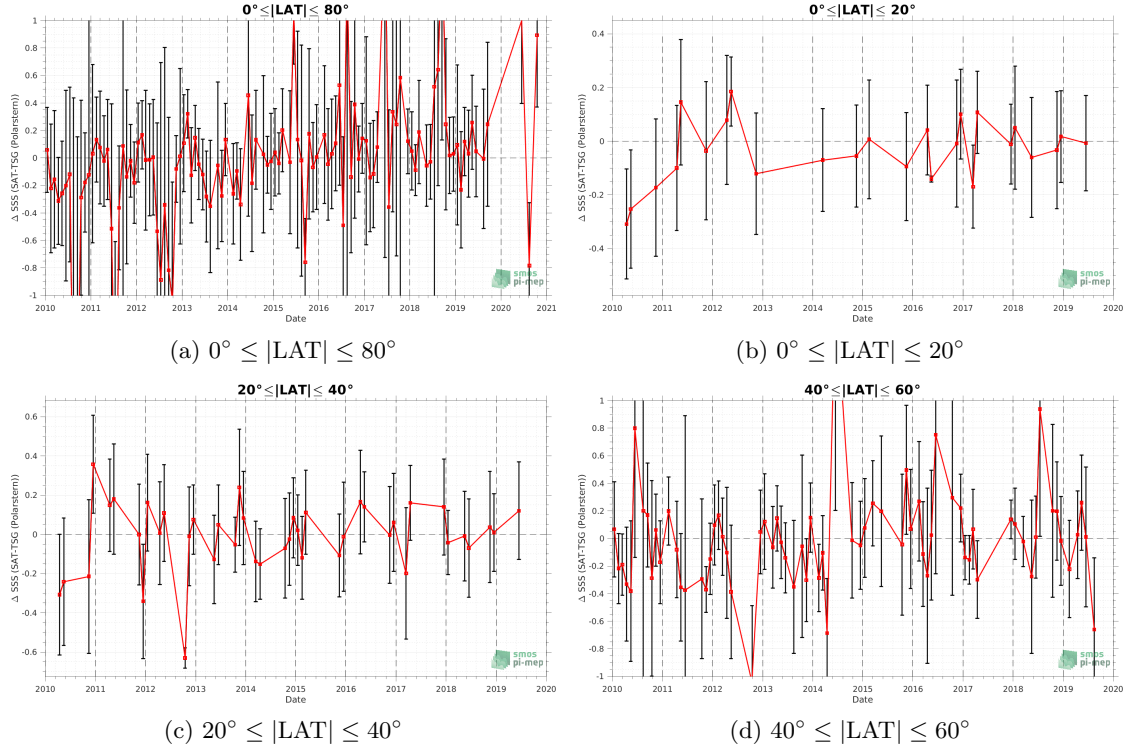 0°≤|LAT|≤ 80°
Δ SSS (SAT-TSG (Polarstern))
1
0.8
0.6
0.4
0.2
0
-0.2
-0.4
-0.6
-0.8
-1
2010 2011 2012 2013 2014 2015 2016 2017 2018 2019 2020 2021
Date
smos
pi-mep
(a) 0° ≤ |LAT| ≤ 80°
0°≤|LAT|≤ 20°
Δ SSS (SAT-TSG (Polarstern))
0.4
0.2
0
-0.2
-0.4
2010 2011 2012 2013 2014 2015 2016 2017 2018 2019 2020
Date
smos
pi-mep
(b) 0° ≤ |LAT| ≤ 20°
20°≤|LAT|≤ 40°
Δ SSS (SAT-TSG (Polarstern))
0.6
0.4
0.2
0
-0.2
-0.4
-0.6
2010 2011 2012 2013 2014 2015 2016 2017 2018 2019 2020
Date
smos
pi-mep
(c) 20° ≤ |LAT| ≤ 40°
40°≤|LAT|≤ 60°
Δ SSS (SAT-TSG (Polarstern))
1
0.8
0.6
0.4
0.2
0
-0.2
-0.4
-0.6
-0.8
-1
2010 2011 2012 2013 2014 2015 2016 2017 2018 2019 2020
Date
smos
pi-mep
(d) 40° ≤ |LAT| ≤ 60°